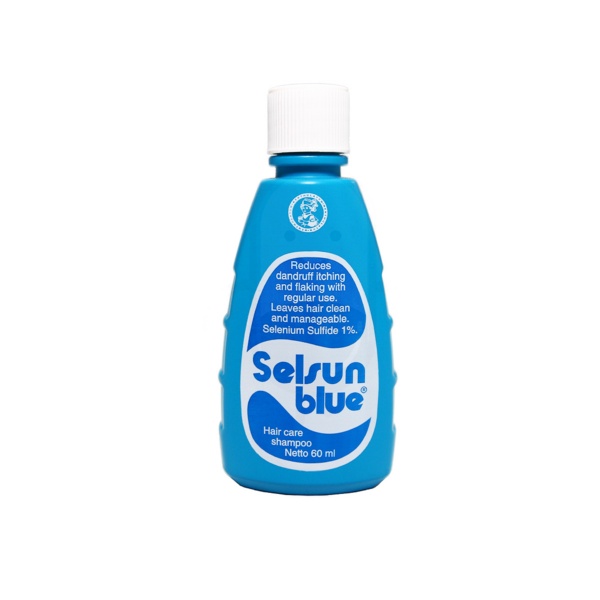 Reduces
dandruff itching
and flaking with
regular use.
Leaves hair clean
and manageable.
Selenium Sulfide 1%.
Selsun
blue®
Hair care
shampoo
Netto 60 ml